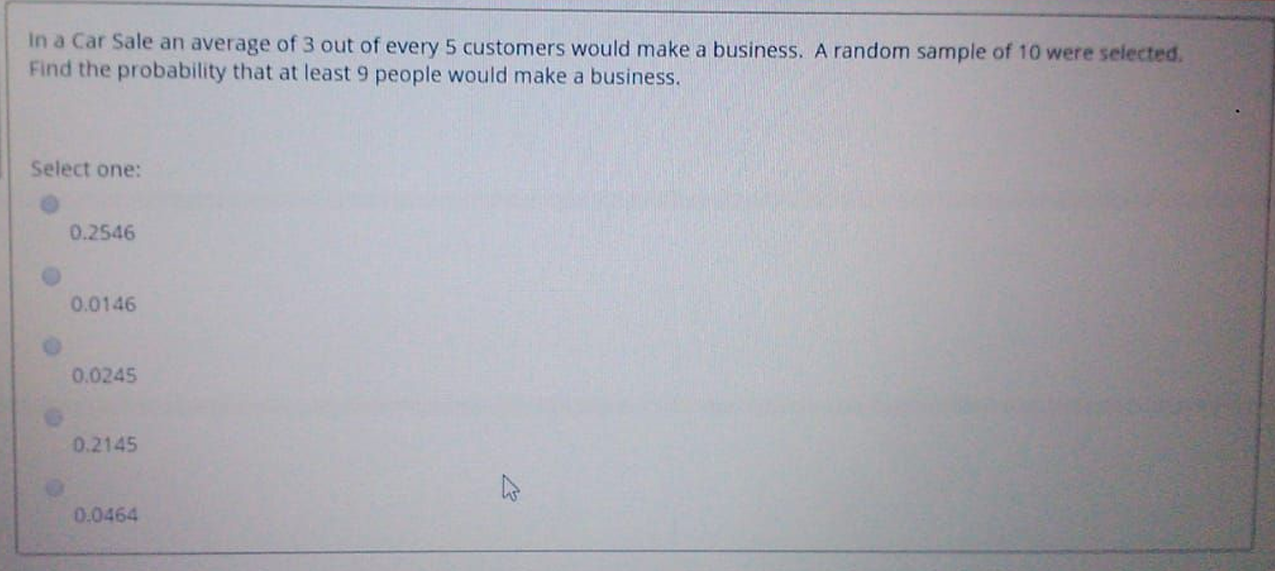 In a Car Sale an average of 3 out of every 5 customers would make a business. A random sample of 10 were selected.
Find the probability that at least 9 people would make a business.
Select one:
0.2546
0.0146
0.0245
0.2145
0.0464